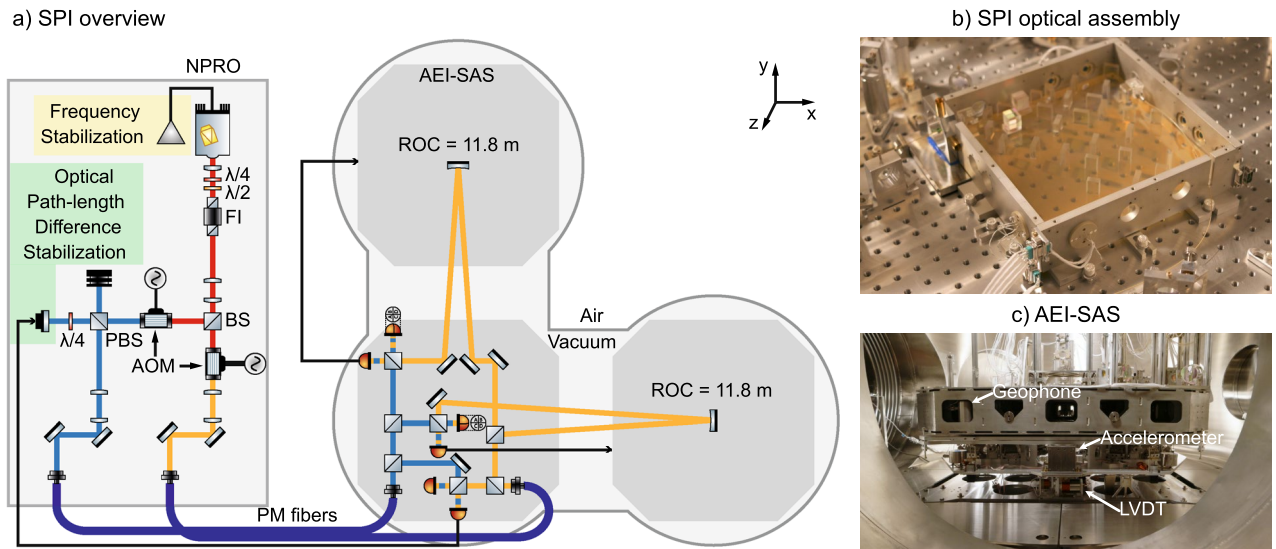 a) SPI overview
NPRO
Frequency
Stabilization
λ/4
λ/2
FI
Optical
Path-length
Difference
Stabilization
λ/4
PBS
BS
AOM
PM fibers
AEI-SAS
ROC = 11.8 m
y
x
z
Air
Vacuum
ROC = 11.8 m
b) SPI optical assembly
c) AEI-SAS
Geophone
Accelerometer
LVDT